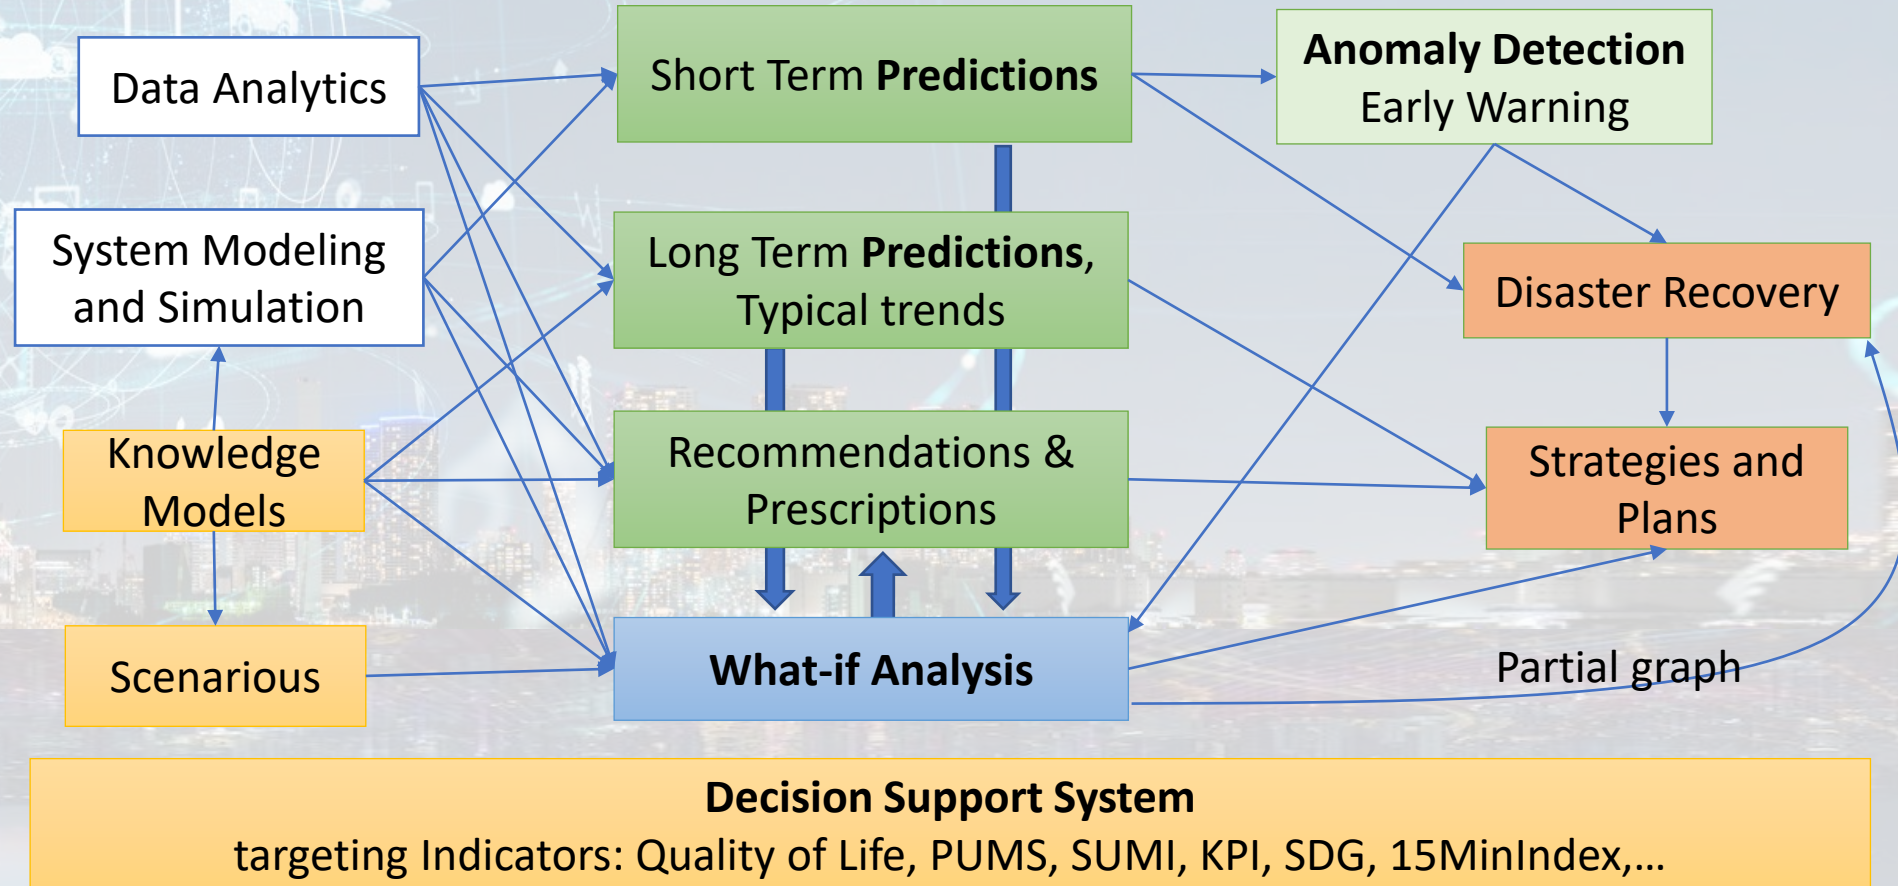 Data Analytics
Short Term Predictions
Anomaly Detection
Early Warning
System Modeling
and Simulation
Long Term Predictions,
Typical trends
Disaster Recovery
Knowledge
Models
Recommendations &
Prescriptions
Strategies and
Plans
Scenarious
What-if Analysis
Partial graph
Decision Support System
targeting Indicators: Quality of Life, PUMS, SUMI, KPI, SDG, 15MinIndex,...